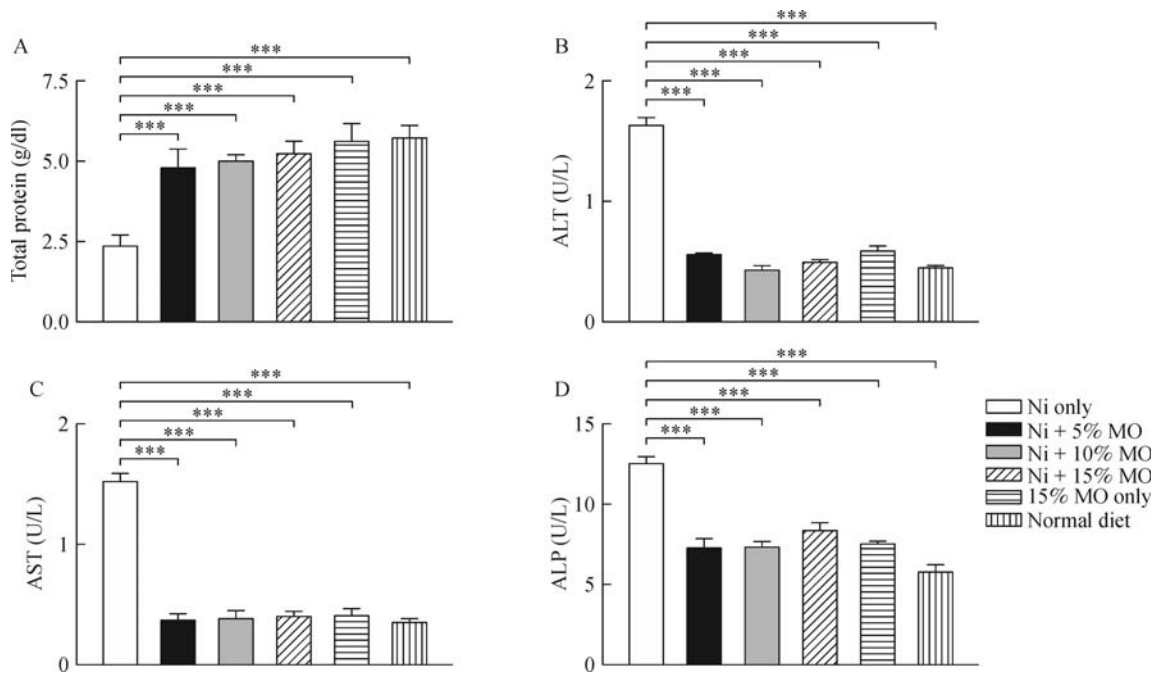 A
***
***
***
***
***
7.5
5.0
2.5
0.0
Total protein (g/dl)
B
***
***
***
***
***
2
1
0
ALT (U/L)
C
***
***
***
***
***
2
1
0
AST (U/L)
D
***
***
***
***
***
15
10
5
0
ALP (U/L)
Ni only
Ni + 5% MO
Ni + 10% MO
Ni + 15% MO
15% MO only
Normal diet